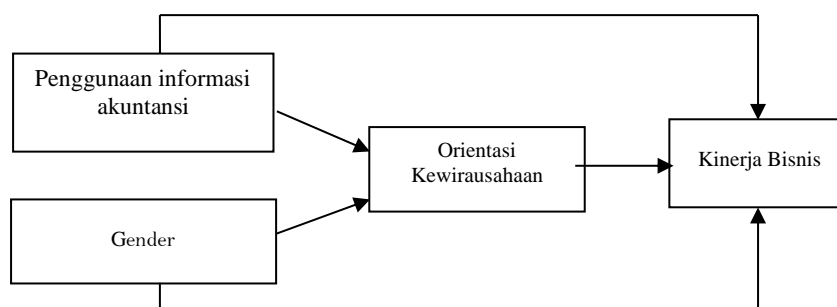 Penggunaan informasi
akuntansi
Orientasi
Kewirausahaan
Kinerja Bisnis
Gender